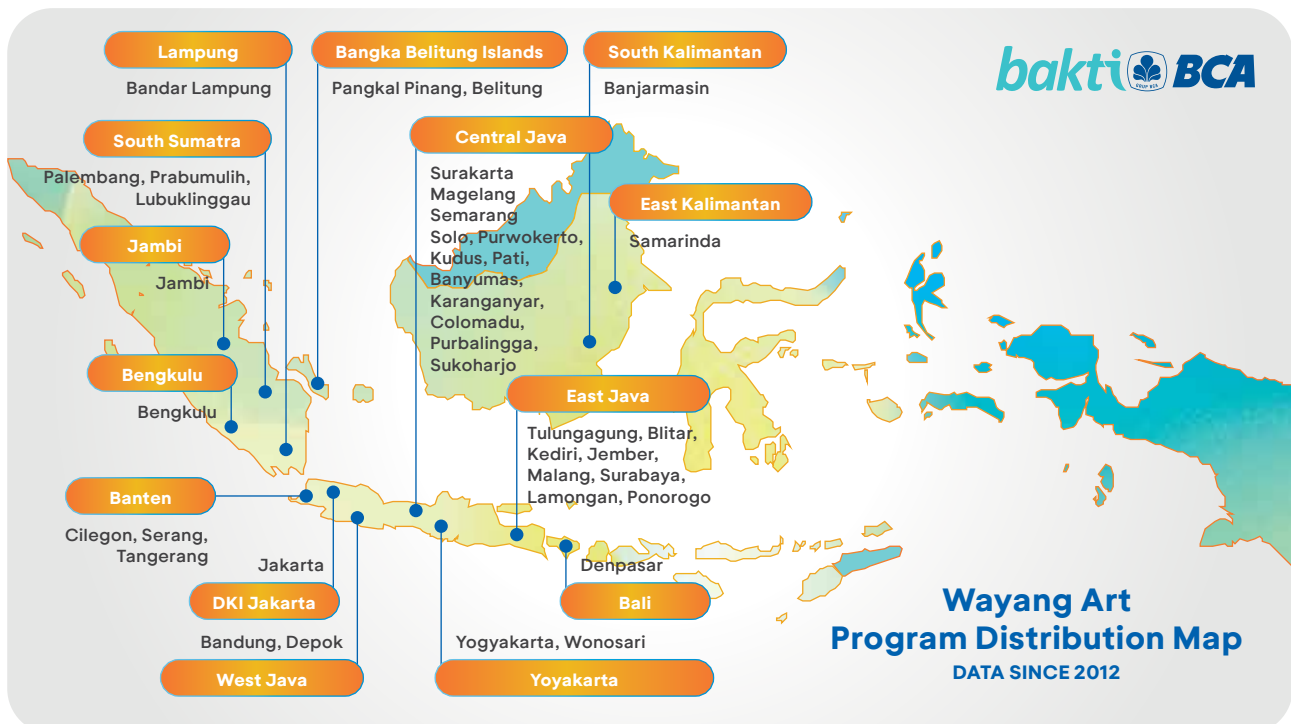 Lampung
Bandar Lampung
Bangka Belitung Islands
Pangkal Pinang, Belitung
South Kalimantan
Banjarmasin
bakti BCA
GRUP BCA
South Sumatra
Palembang, Prabumulih,
Lubuklinggau
Central Java
Surakarta
Magelang
Semarang
Solo, Purwokerto,
Kudus, Pati,
Banyumas,
Karanganyar,
Colomadu,
Purbalingga,
Sukoharjo
East Kalimantan
Samarinda
Jambi
Jambi
Bengkulu
Bengkulu
East Java
Tulungagung, Blitar,
Kediri, Jember,
Malang, Surabaya,
Lamongan, Ponorogo
Banten
Cilegon, Serang,
Tangerang
Jakarta
DKI Jakarta
Bandung, Depok
West Java
Yogyakarta, Wonosari
Yoyakarta
Denpasar
Bali
Wayang Art
Program Distribution Map
DATA SINCE 2012